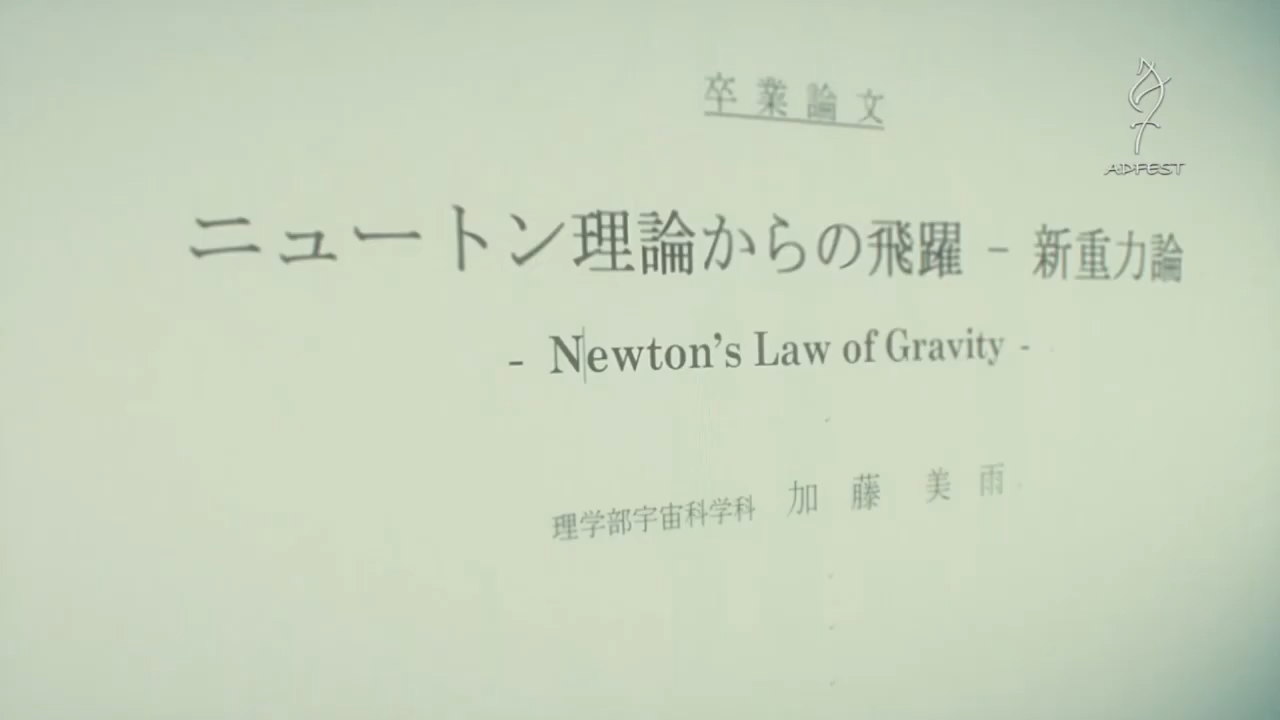 卒業論文
ADFEST
ニュートン理論からの飛躍 - 新重力論
- Newton's Law of Gravity -
理学部宇宙科学科 加藤 美雨